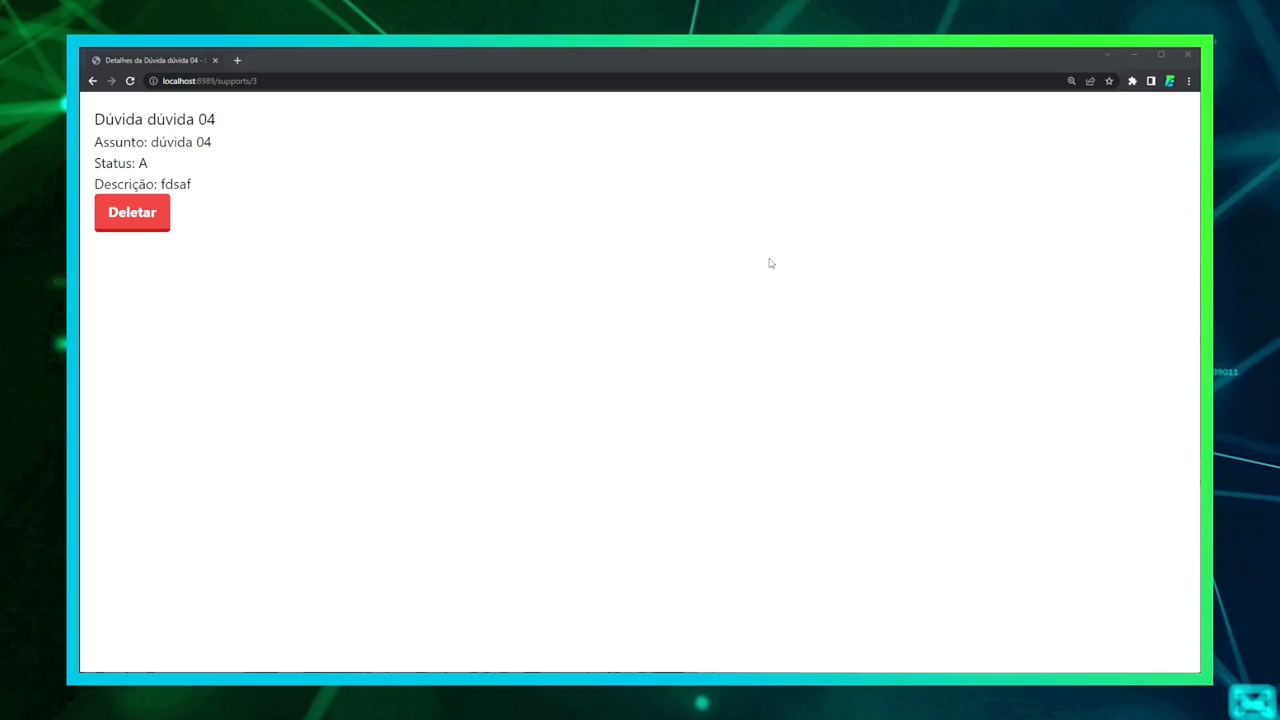 Detalhes da Dúvida dúvida 04 -
localhost:8989/supports/3
Dúvida dúvida 04
Assunto: dúvida 04
Status: A
Descrição: fdsaf
Deletar
39011